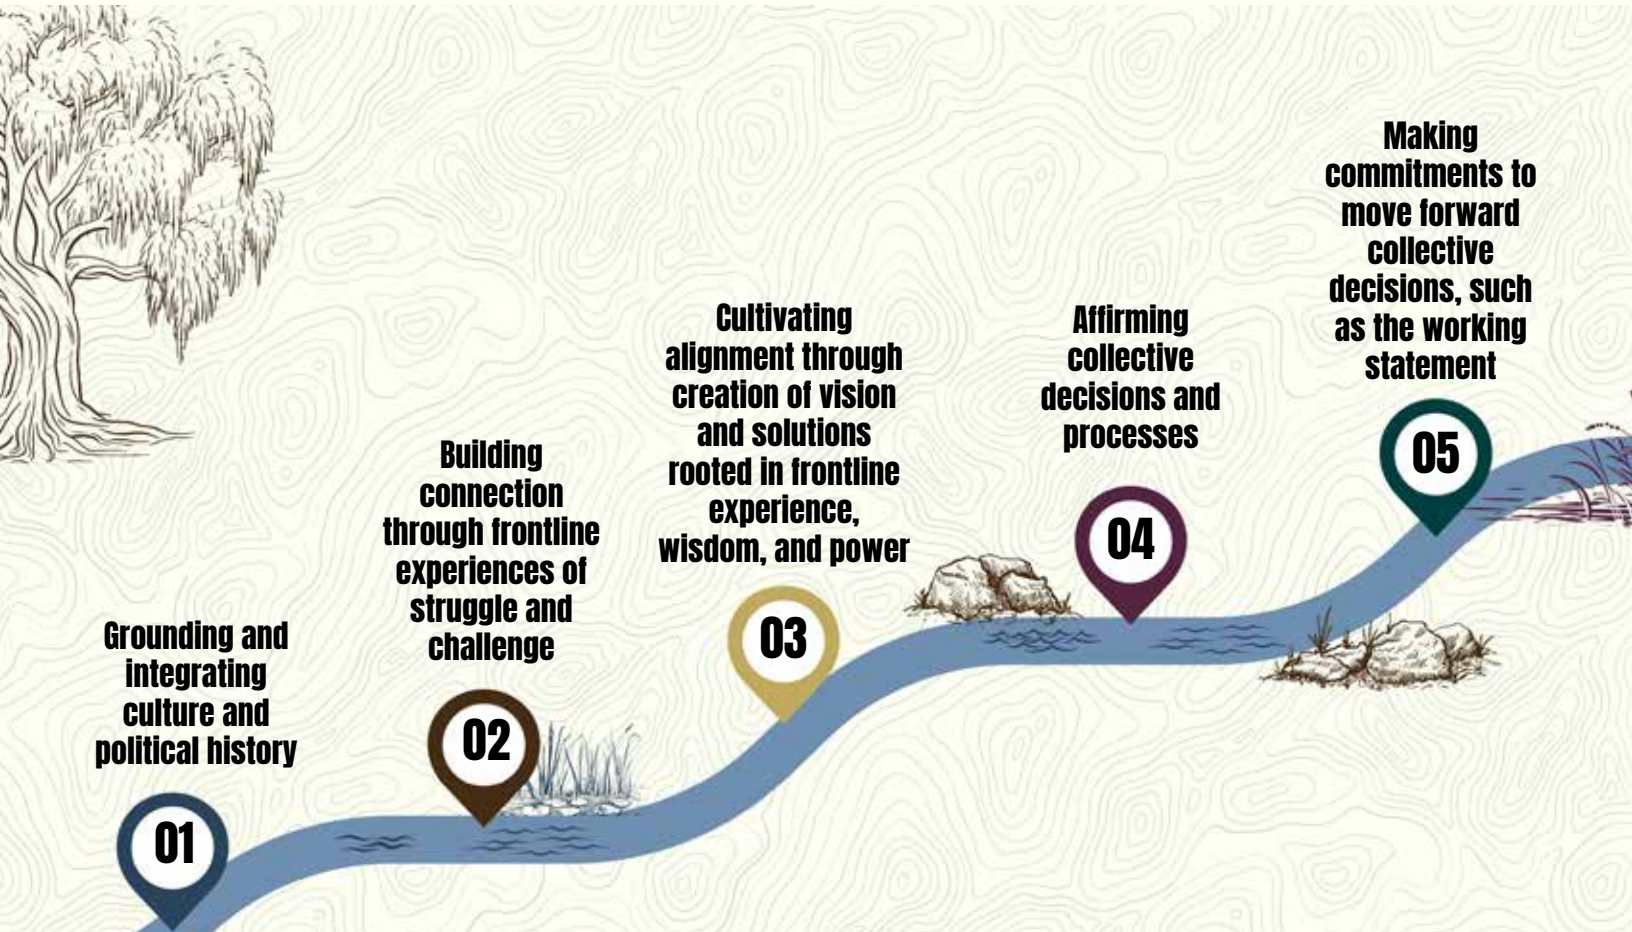 Grounding and
integrating
culture and
political history
01
Building
connection
through frontline
experiences of
struggle and
challenge
02
Cultivating
alignment through
creation of vision
and solutions
rooted in frontline
experience,
wisdom, and power
03
Affirming
collective
decisions and
processes
04
Making
commitments to
move forward
collective
decisions, such
as the working
statement
05